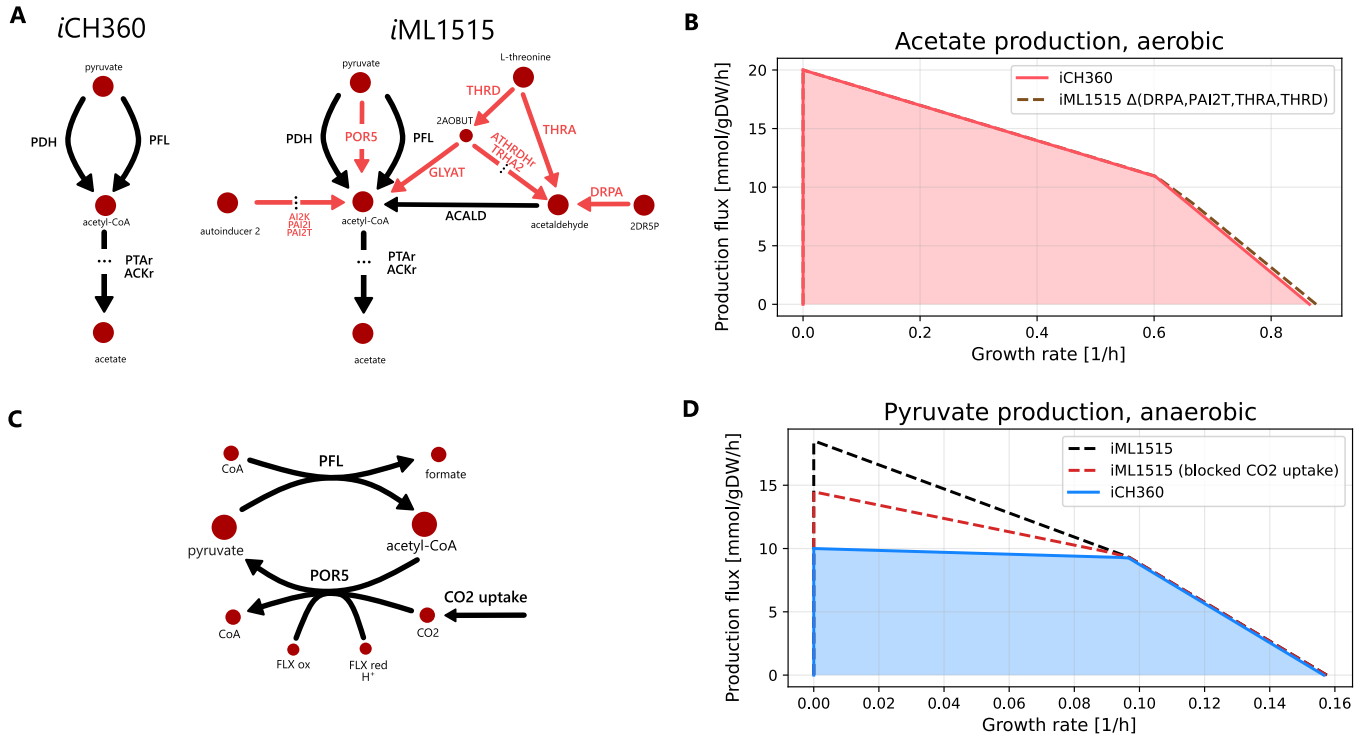 A
iCH360
pyruvate
PDH
PFL
acetyl-CoA
PTAr
ACKr
acetate
iML1515
pyruvate
L-threonine
THRD
2AOBUT
THRA
PDH
POR5
PFL
ATHRDHr
TRHA2
GLYAT
DRPA
AI2K
PAI2I
PAI2T
autoinducer 2
acetyl-CoA
ACALD
acetaldehyde
2DR5P
PTAr
ACKr
acetate
B
Acetate production, aerobic
iCH360
iML1515 Δ(DRPA,PAI2T,THRA,THRD)
Production flux [mmol/gDW/h]
20
15
10
5
0
0.0 0.2 0.4 0.6 0.8
Growth rate [1/h]
C
CoA
PFL
formate
pyruvate
acetyl-CoA
POR5
CO2 uptake
CoA
CO2
FLX ox
FLX red
H+
D
Pyruvate production, anaerobic
iML1515
iML1515 (blocked CO2 uptake)
iCH360
Production flux [mmol/gDW/h]
15
10
5
0
0.00 0.02 0.04 0.06 0.08 0.10 0.12 0.14 0.16
Growth rate [1/h]